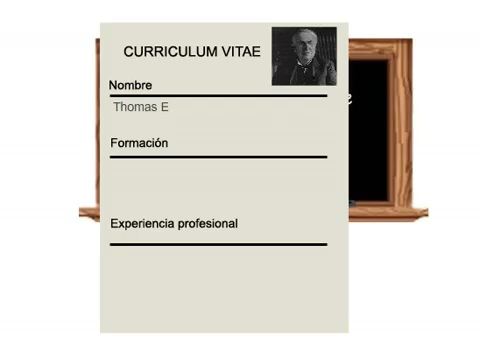 CURRICULUM VITAE
Nombre
Thomas E
Formación
Experiencia profesional